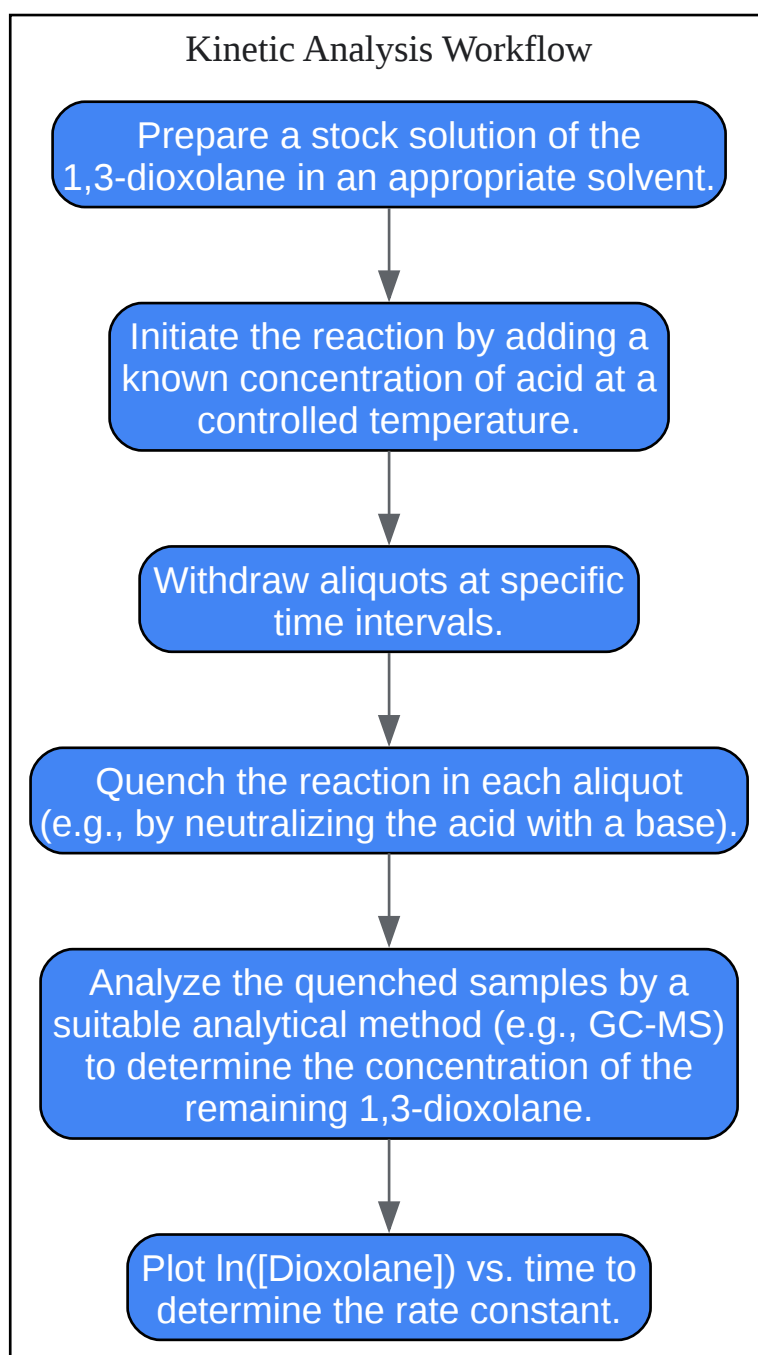 Kinetic Analysis Workflow
Prepare a stock solution of the
1,3-dioxolane in an appropriate solvent.
Initiate the reaction by adding a
known concentration of acid at a
controlled temperature.
Withdraw aliquots at specific
time intervals.
Quench the reaction in each aliquot
(e.g., by neutralizing the acid with a base).
Analyze the quenched samples by a
suitable analytical method (e.g., GC-MS)
to determine the concentration of the
remaining 1,3-dioxolane.
Plot ln([Dioxolane]) vs. time to
determine the rate constant.